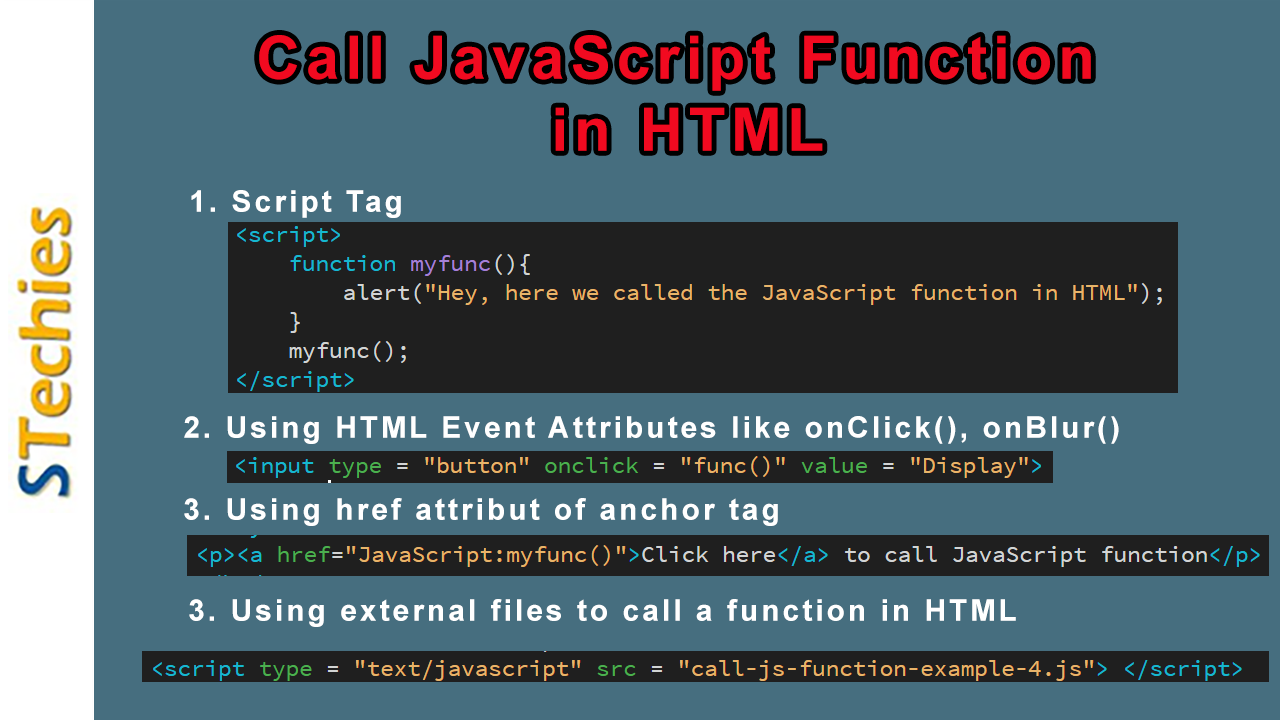 Call JavaScript Function
in HTML
STechies
1. Script Tag
<script>
    function myfunc(){
        alert("Hey, here we called the JavaScript function in HTML");
    }
    myfunc();
</script>
2. Using HTML Event Attributes like onClick(), onBlur()
<input type = "button" onclick = "func()" value = "Display">
3. Using href attribut of anchor tag
<p><a href="JavaScript:myfunc()">Click here</a> to call JavaScript function</p>
3. Using external files to call a function in HTML
<script type = "text/javascript" src = "call-js-function-example-4.js"> </script>